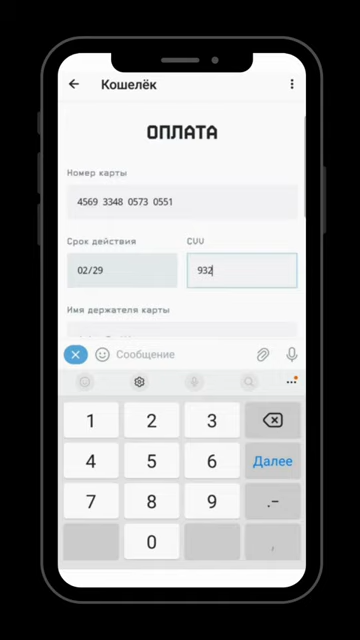 Кошелёк
ОПЛАТА
Номер карты
4569 3348 0573 0551
Срок действия
CUU
02/29
932
Имя держателя карты
Сообщение
1 2 3
4 5 6 Далее
7 8 9 .-
0 ,